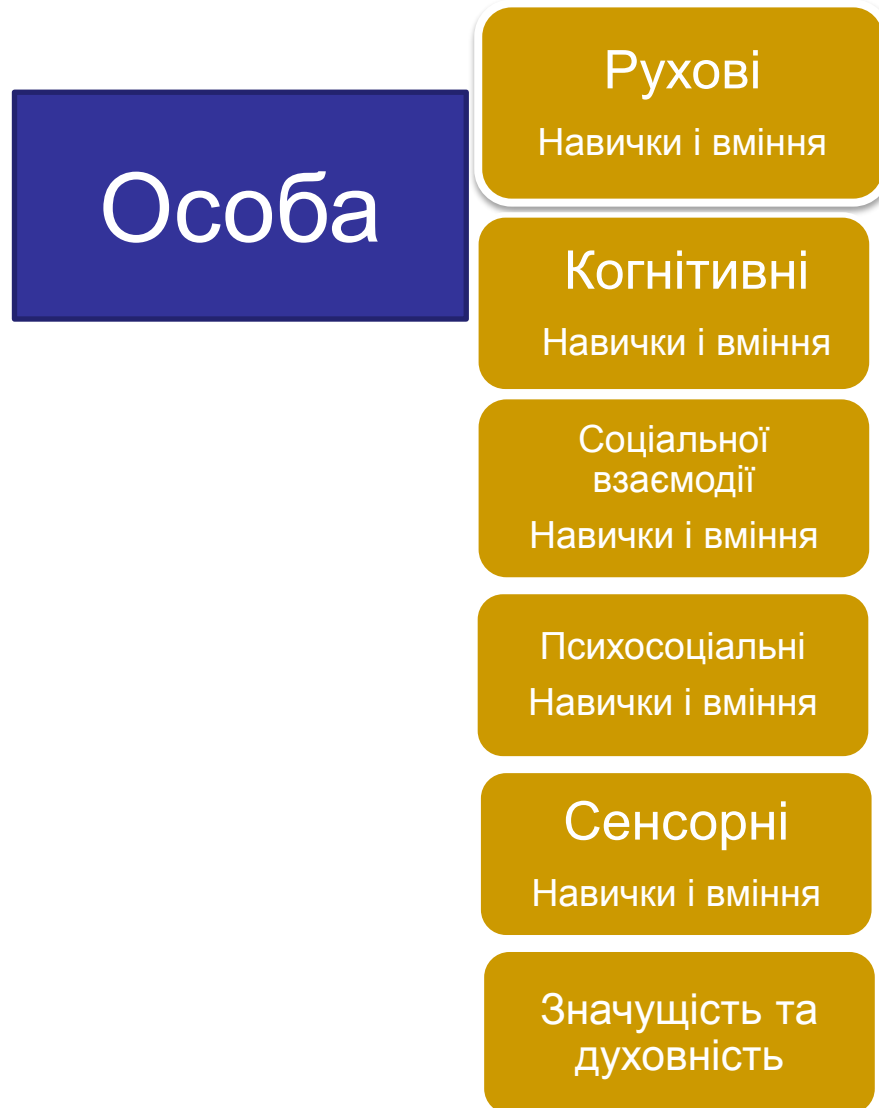 Особа
Рухові
Навички і вміння
Когнітивні
Навички і вміння
Соціальної
взаємодії
Навички і вміння
Психосоціальні
Навички і вміння
Сенсорні
Навички і вміння
Значущість та
духовність